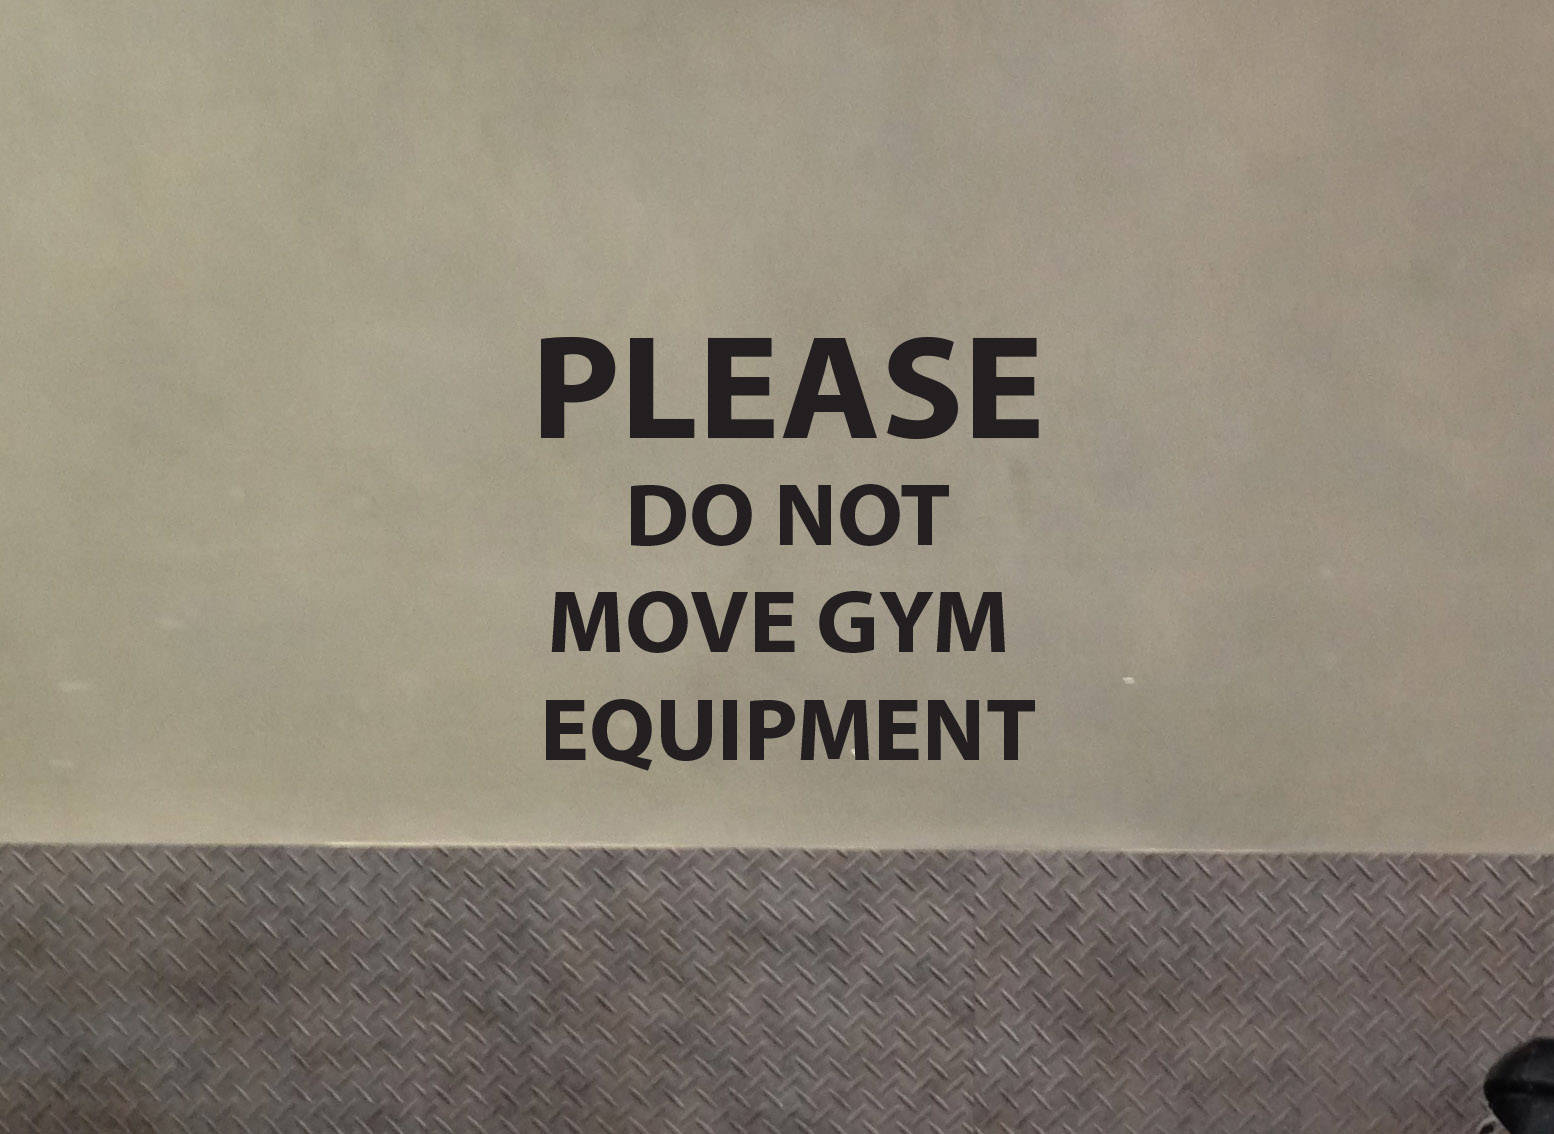 PLEASE
DO NOT
MOVE GYM
EQUIPMENT